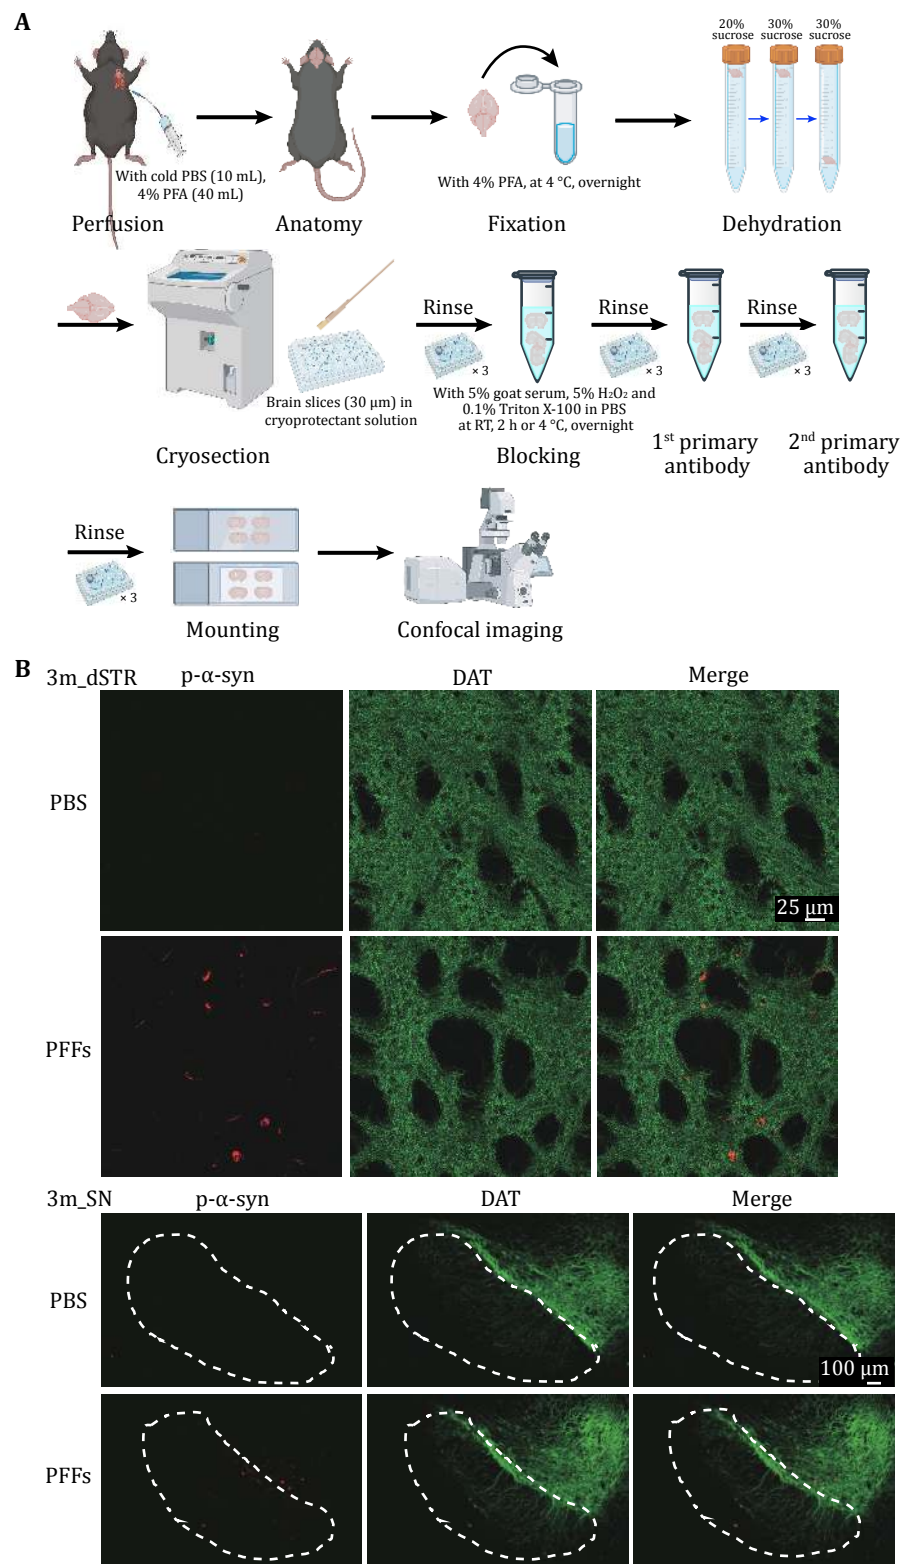 A
20% sucrose
30% sucrose
30% sucrose
With cold PBS (10 mL),
4% PFA (40 mL)
With 4% PFA, at 4 °C, overnight
Perfusion
Anatomy
Fixation
Dehydration
Rinse
Rinse
Rinse
× 3
× 3
× 3
Brain slices (30 μm) in
cryoprotectant solution
With 5% goat serum, 5% H₂O₂ and
0.1% Triton X-100 in PBS
at RT, 2 h or 4 °C, overnight
Cryosection
Blocking
1st primary
antibody
2nd primary
antibody
Rinse
× 3
Mounting
Confocal imaging
B
3m_dSTR
p-α-syn
DAT
Merge
PBS
25 μm
PFFs
3m_SN
p-α-syn
DAT
Merge
PBS
100 μm
PFFs